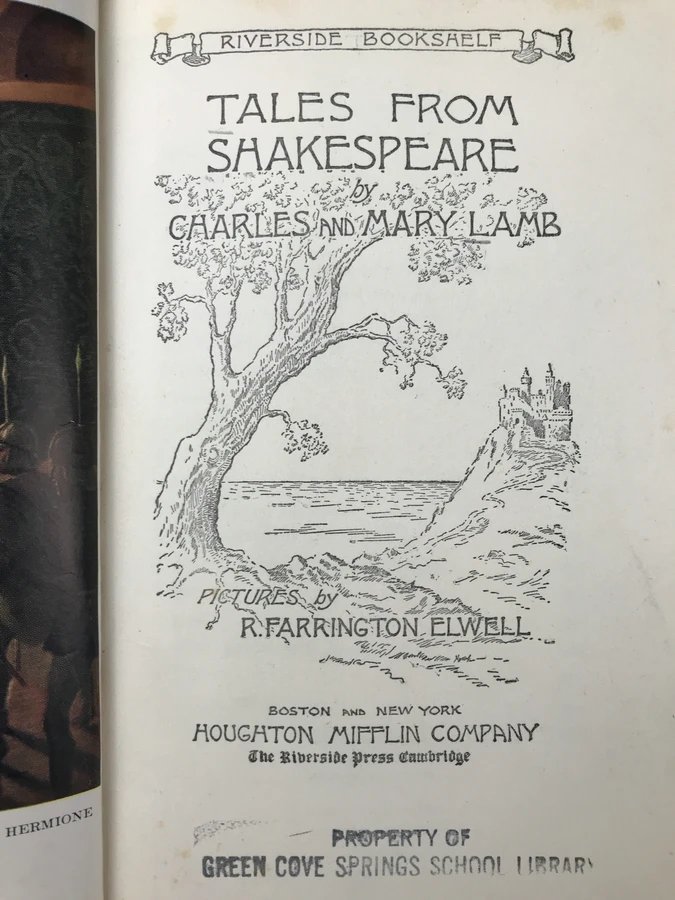 RIVERSIDE BOOKSHELF
TALES FROM
SHAKESPEARE
by
CHARLES AND MARY LAMB
PICTURES by
R. FARRINGTON ELWELL
BOSTON AND NEW YORK
HOUGHTON MIFFLIN COMPANY
The Riverside Press Cambridge
HERMIONE
PROPERTY OF
GREEN COVE SPRINGS SCHOOL LIBRARY